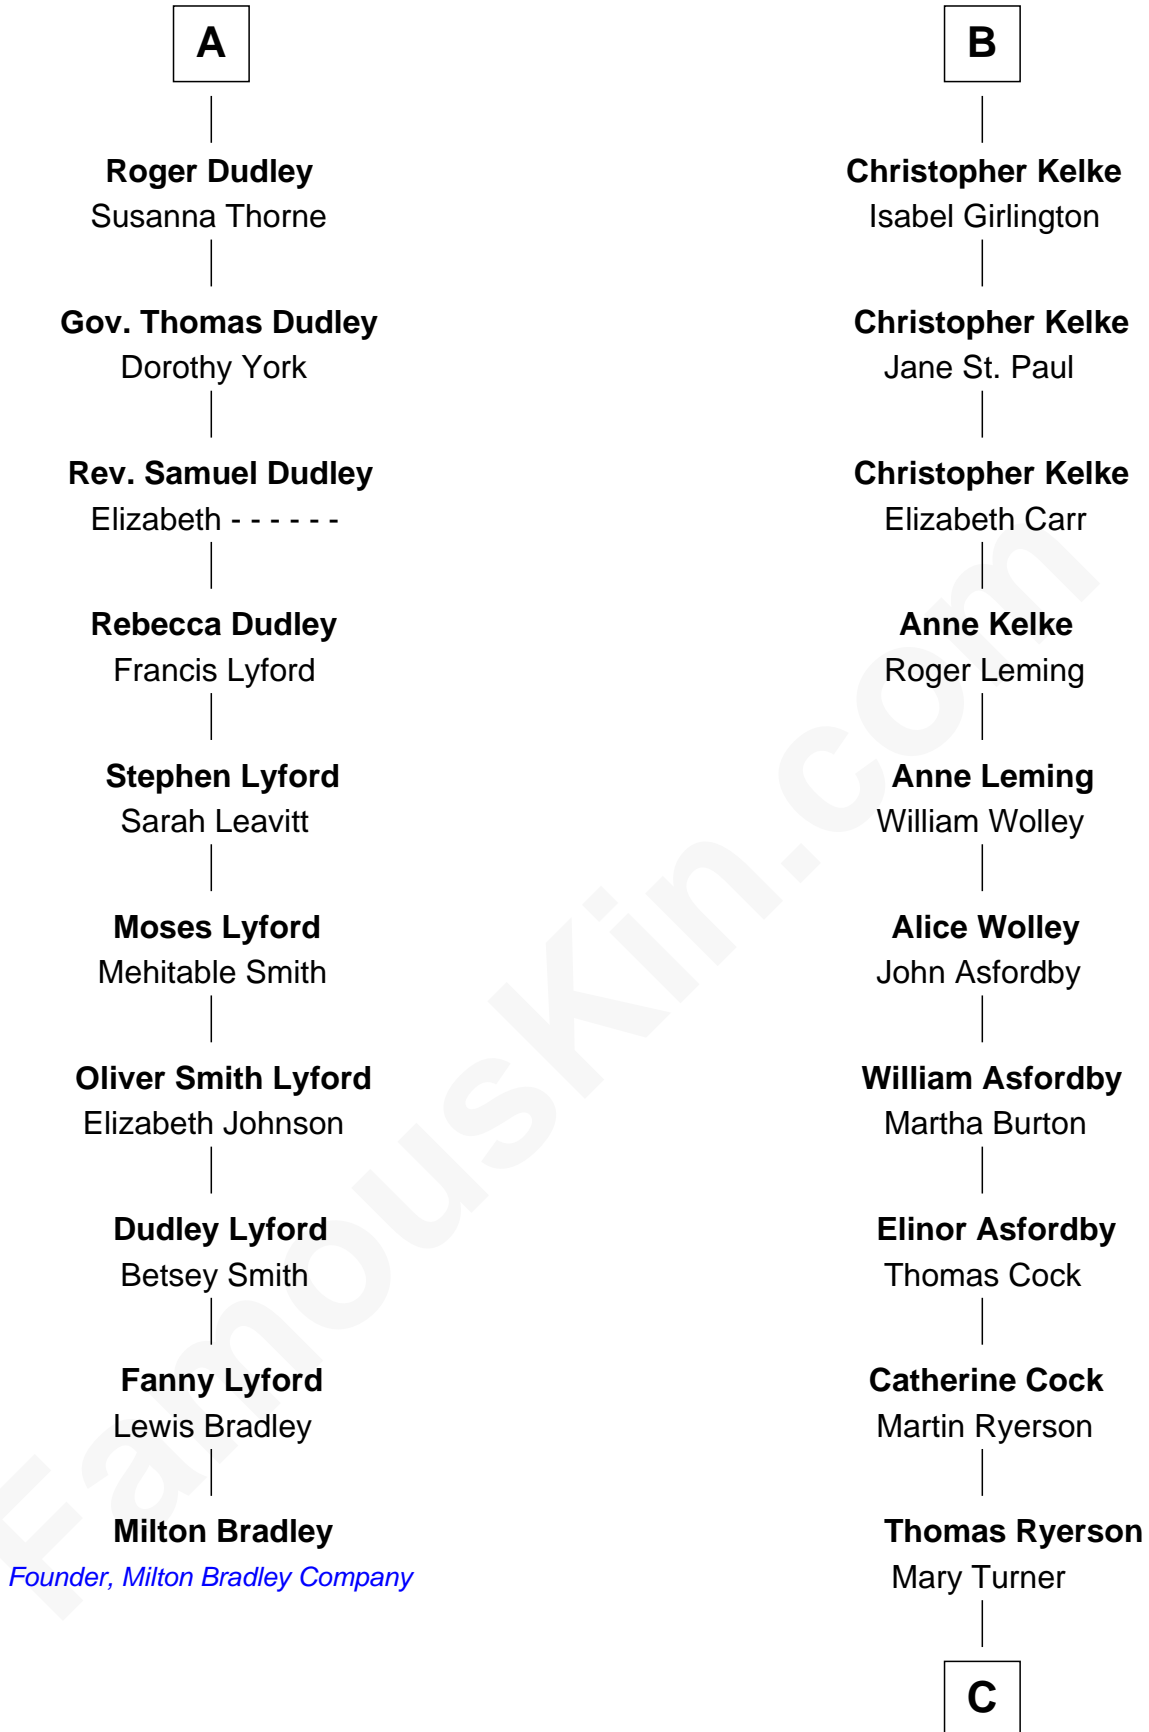 A
Roger Dudley
Susanna Thorne
Gov. Thomas Dudley
Dorothy York
Rev. Samuel Dudley
Elizabeth - - - - - -
Rebecca Dudley
Francis Lyford
Stephen Lyford
Sarah Leavitt
Moses Lyford
Mehitable Smith
Oliver Smith Lyford
Elizabeth Johnson
Dudley Lyford
Betsey Smith
Fanny Lyford
Lewis Bradley
Milton Bradley
Founder, Milton Bradley Company
B
Christopher Kelke
Isabel Girlington
Christopher Kelke
Jane St. Paul
Christopher Kelke
Elizabeth Carr
Anne Kelke
Roger Leming
Anne Leming
William Wolley
Alice Wolley
John Asfordby
William Asfordby
Martha Burton
Elinor Asfordby
Thomas Cock
Catherine Cock
Martin Ryerson
Thomas Ryerson
Mary Turner
C
FamousKin.com